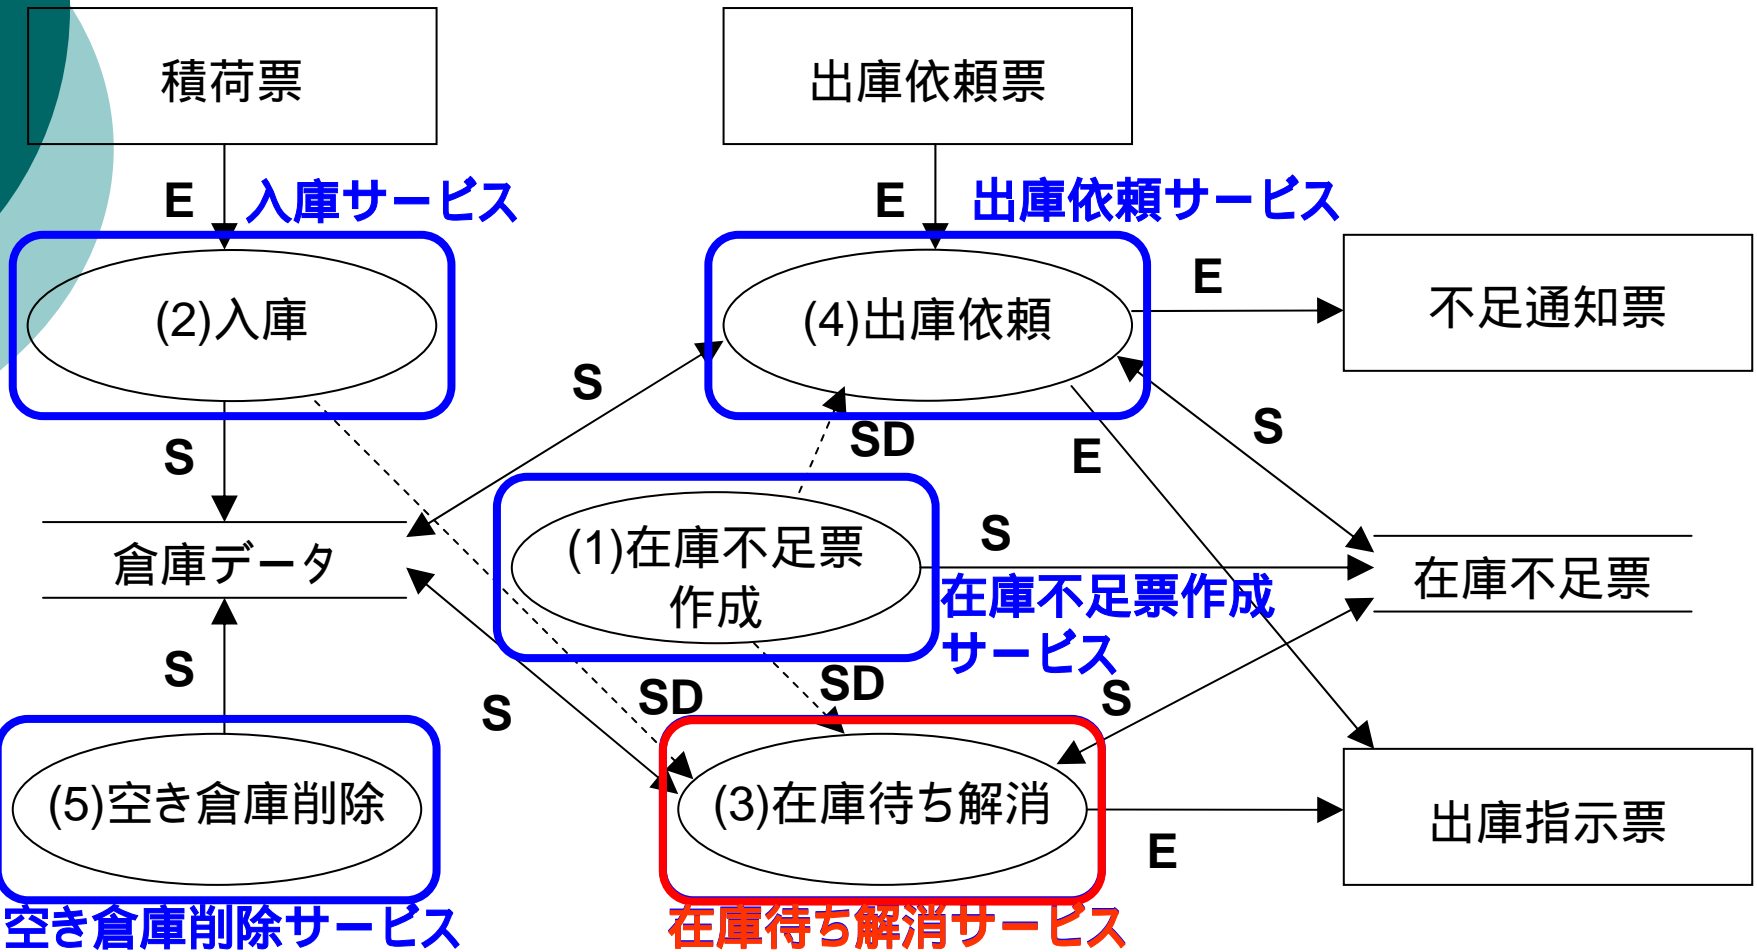 積荷票
出庫依頼票
E
入庫サービス
E
出庫依頼サービス
(2)入庫
(4)出庫依頼
E
不足通知票
S
S
SD
E
S
倉庫データ
(1)在庫不足票
作成
S
在庫不足票作成
サービス
在庫不足票
S
S
SD
SD
S
(5)空き倉庫削除
(3)在庫待ち解消
E
出庫指示票
空き倉庫削除サービス
在庫待ち解消サービス